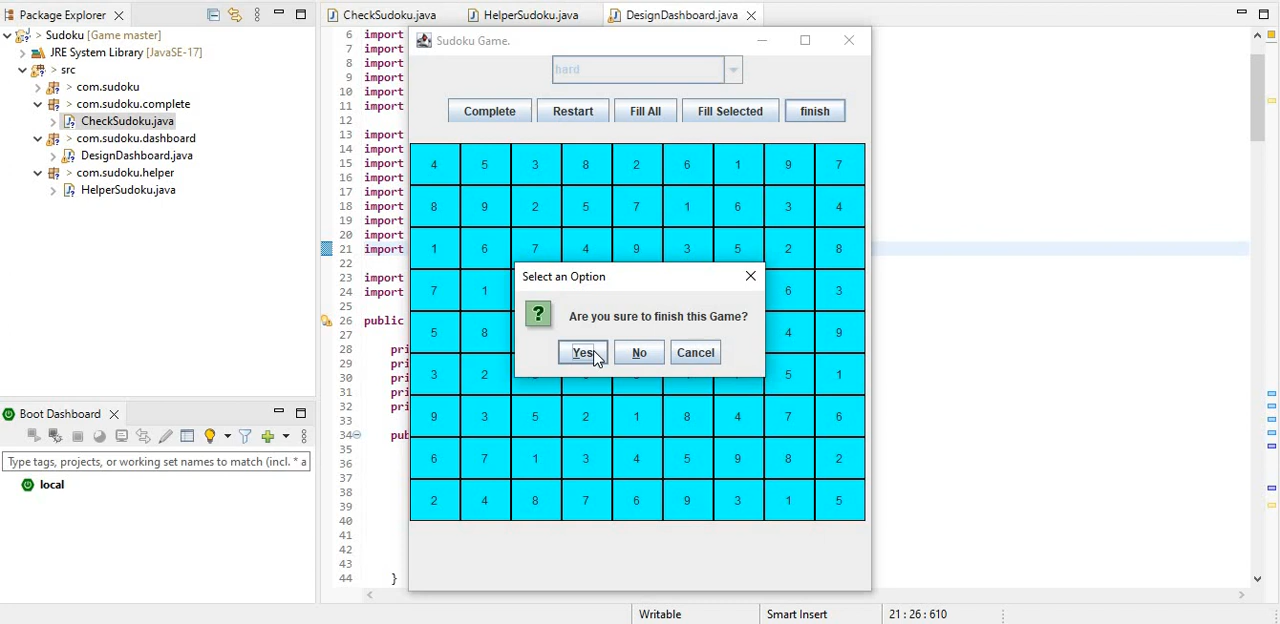 Package Explorer
> Sudoku [Game master]
JRE System Library [JavaSE-17]
> src
> com.sudoku
> com.sudoku.complete
CheckSudoku.java
> com.sudoku.dashboard
DesignDashboard.java
> com.sudoku.helper
HelperSudoku.java
Boot Dashboard
Type tags, projects, or working set names to match (incl. * a
local
CheckSudoku.java HelperSudoku.java DesignDashboard.java
6 import
7 import
8 import
9 import
10 import
11 import
12
13 import
14 import
15 import
16 import
17 import
18 import
19 import
20 import
21 import
22
23 import
24 import
25
26 public
27
28 pri
29 pri
30 pri
31 pri
32 pri
33
34 pub
35
36
37
38
39
40
41
42
43
44 }
Sudoku Game.
hard
Complete Restart Fill All Fill Selected finish
4 5 3 8 2 6 1 9 7
8 9 2 5 7 1 6 3 4
1 6 7 4 9 3 5 2 8
7 1 6 3
5 8 4 9
3 2 5 1
9 3 5 2 1 8 4 7 6
6 7 1 3 4 5 9 8 2
2 4 8 7 6 9 3 1 5
Select an Option
?
Are you sure to finish this Game?
Yes No Cancel
Writable Smart Insert 21 : 26 : 610